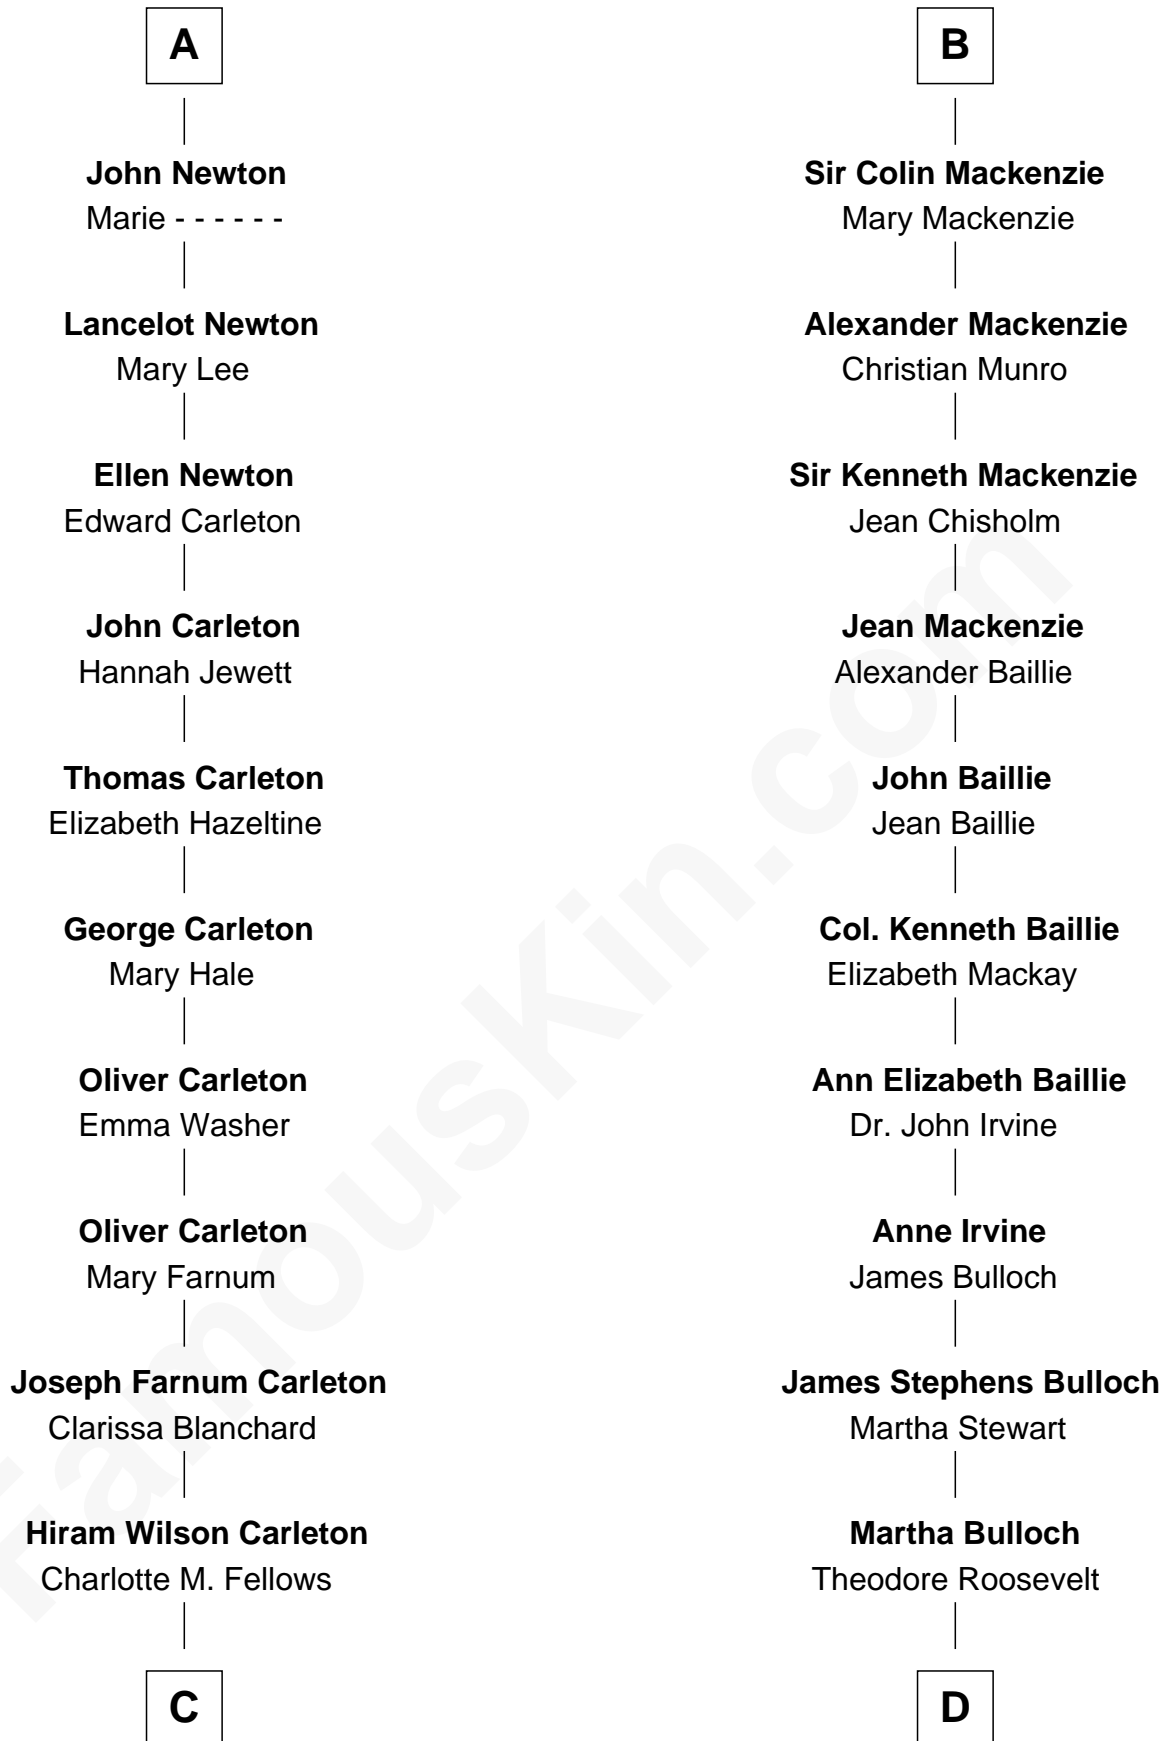 A
John Newton
Marie - - - - - -
Lancelot Newton
Mary Lee
Ellen Newton
Edward Carleton
John Carleton
Hannah Jewett
Thomas Carleton
Elizabeth Hazeltine
George Carleton
Mary Hale
Oliver Carleton
Emma Washer
Oliver Carleton
Mary Farnum
Joseph Farnum Carleton
Clarissa Blanchard
Hiram Wilson Carleton
Charlotte M. Fellows
C
B
Sir Colin Mackenzie
Mary Mackenzie
Alexander Mackenzie
Christian Munro
Sir Kenneth Mackenzie
Jean Chisholm
Jean Mackenzie
Alexander Baillie
John Baillie
Jean Baillie
Col. Kenneth Baillie
Elizabeth Mackay
Ann Elizabeth Baillie
Dr. John Irvine
Anne Irvine
James Bulloch
James Stephens Bulloch
Martha Stewart
Martha Bulloch
Theodore Roosevelt
D
FamousKin.com